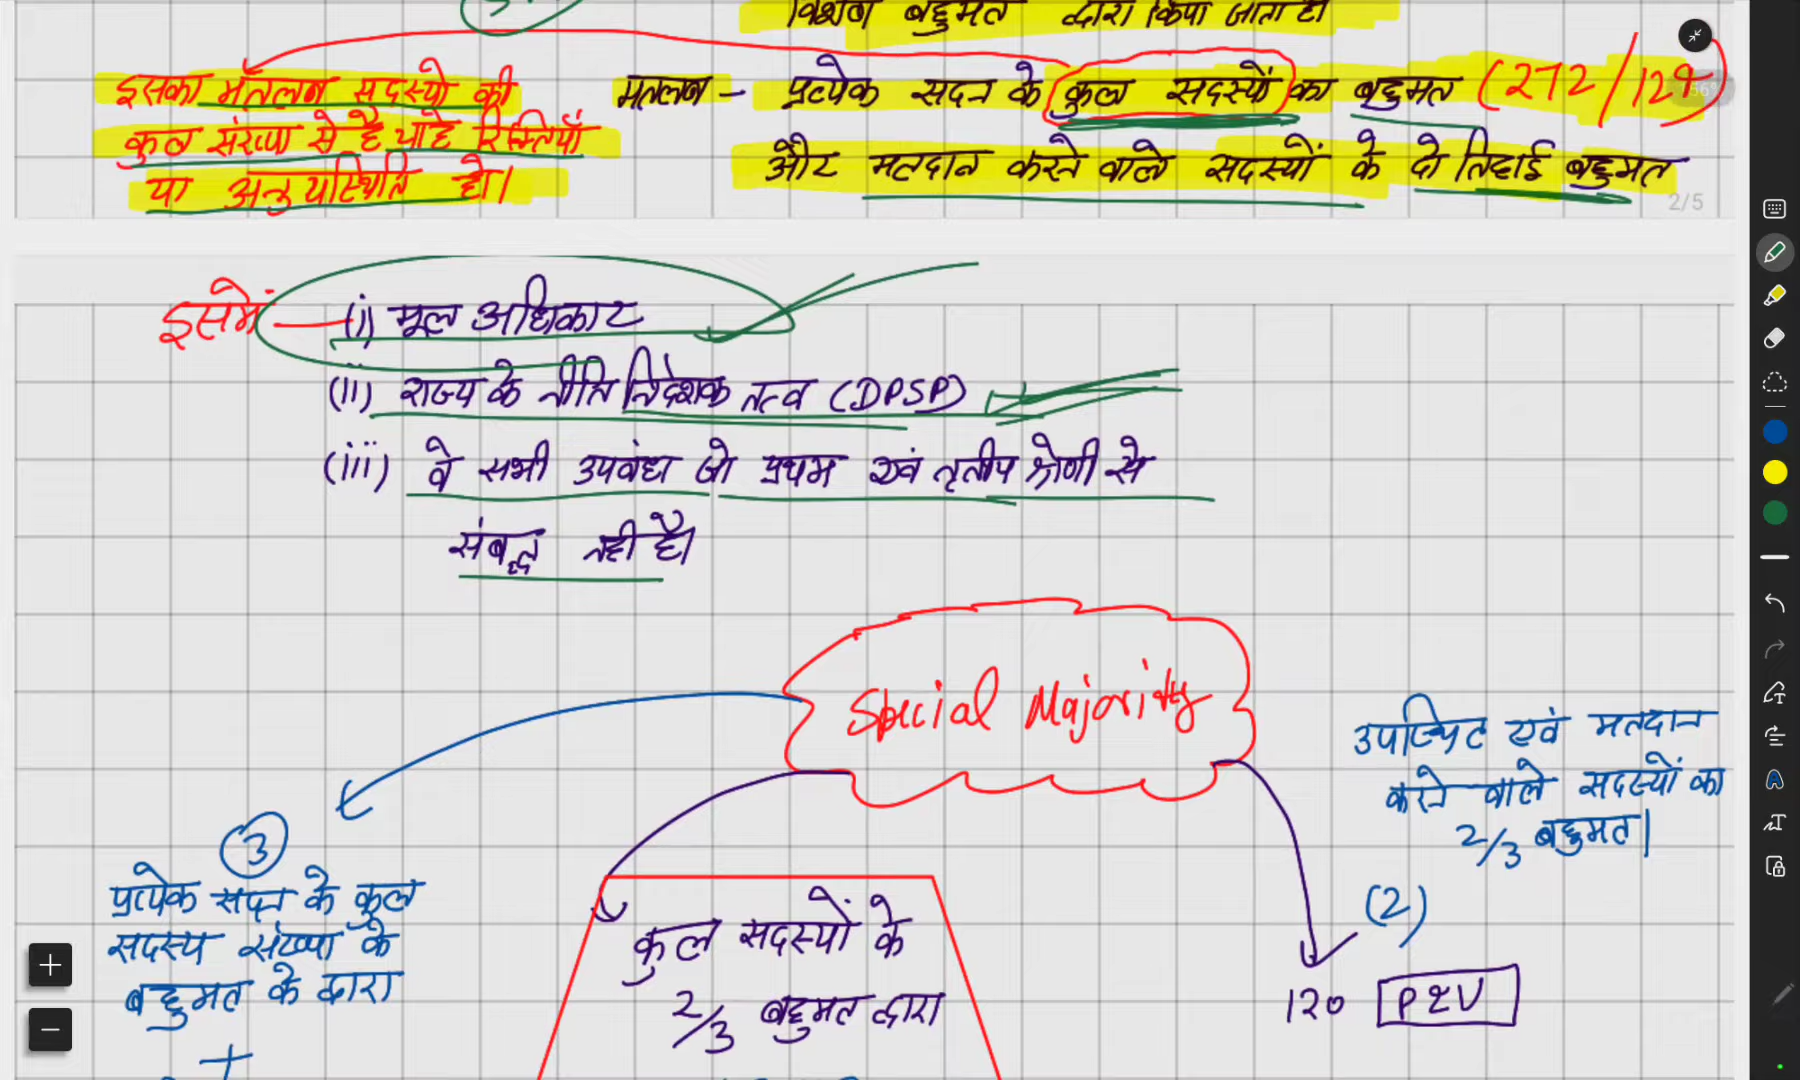 विशेष बहुमत द्वारा किया जाता है।
इसका मतलब सदस्यों की
कुल संख्या से है चाहे रिक्तियाँ
या अनुपस्थिति हो।
मतलब - प्रत्येक सदन के कुल सदस्यों का बहुमत (272/124)
और मतदान करने वाले सदस्यों के दो तिहाई बहुमत
2/5
इसमें - (i) मूल अधिकार
(ii) राज्य के नीति निदेशक तत्व (DPSP)
(iii) वे सभी उपबंध जो प्रथम एवं तृतीय श्रेणी से
संबद्ध नही है।
Special Majority
उपस्थित एवं मतदान
करने वाले सदस्यों का
2/3 बहुमत।
(2)
120 P&V
3
प्रत्येक सदन के कुल
सदस्य संख्या के
बहुमत के द्वारा
+
कुल सदस्यों के
2/3 बहुमत द्वारा